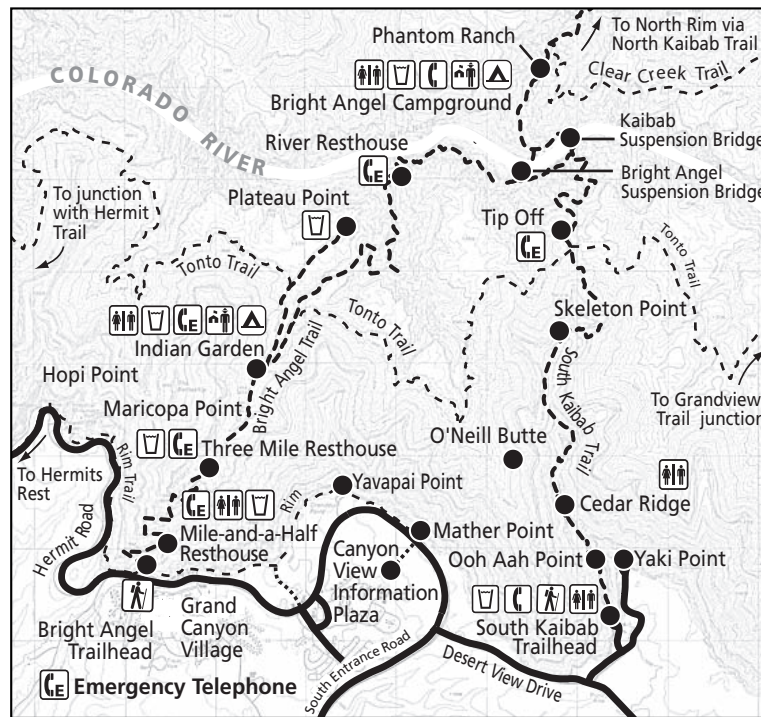 Phantom Ranch
To North Rim via
North Kaibab Trail
Clear Creek Trail
COLORADO
RIVER
Bright Angel Campground
Kaibab
Suspension Bridge
River Resthouse
E
Bright Angel
Suspension Bridge
To junction
with Hermit
Trail
Plateau Point
Tip Off
E
Tonto Trail
Tonto
Trail
E
Indian Garden
Tonto
Trail
Skeleton Point
Bright Angel Trail
South Kaibab Trail
Hopi Point
Maricopa Point
To Grandview
Trail junction
E
Three Mile Resthouse
O'Neill Butte
To Hermits
Rest
Rim Trail
E
Rim
Yavapai Point
Cedar Ridge
Hermit Road
Mile-and-a-Half
Resthouse
Mather Point
Canyon
View
Information
Plaza
Ooh Aah Point
Yaki Point
Bright Angel
Trailhead
Grand
Canyon
Village
South Kaibab
Trailhead
South Entrance Road
Desert View Drive
E Emergency Telephone